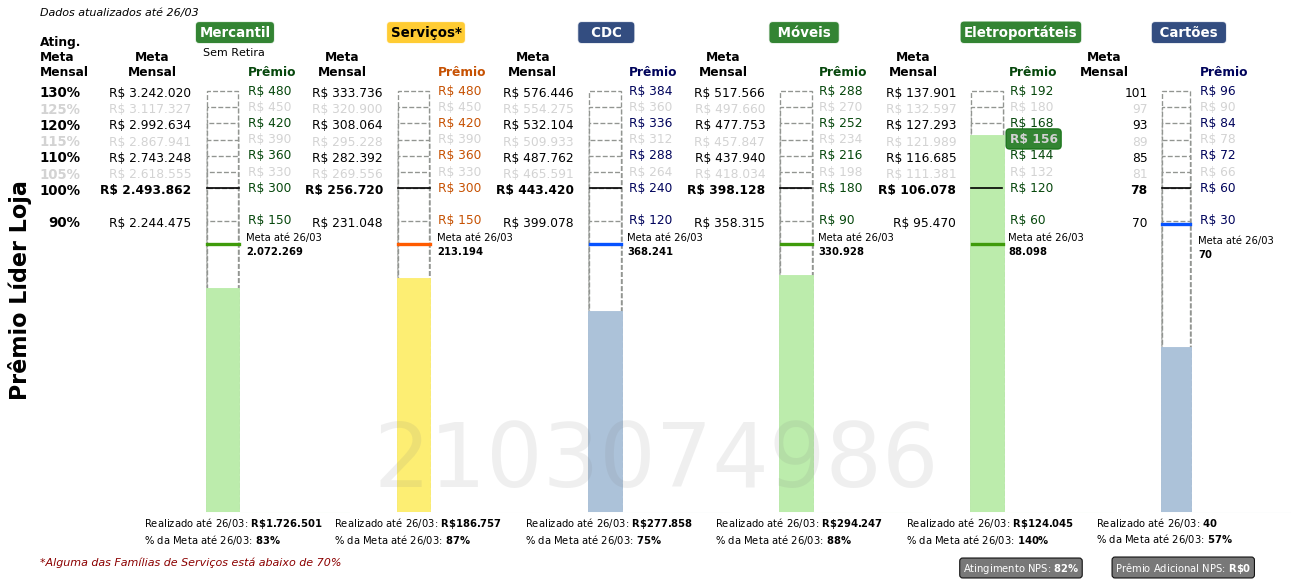 Dados atualizados até 26/03
Mercantil Serviços* CDC Móveis Eletroportáteis Cartões
Sem Retira
Ating. Meta Mensal Meta Mensal Prêmio Meta Mensal Prêmio Meta Mensal Prêmio Meta Mensal Prêmio Meta Mensal Prêmio Meta Mensal Prêmio
130% R$ 3.242.020 R$ 480 R$ 333.736 R$ 480 R$ 576.446 R$ 384 R$ 517.566 R$ 288 R$ 137.901 R$ 192 101 R$ 96
125% R$ 3.117.327 R$ 450 R$ 320.900 R$ 450 R$ 554.275 R$ 360 R$ 497.660 R$ 270 R$ 132.597 R$ 180 97 R$ 90
120% R$ 2.992.634 R$ 420 R$ 308.064 R$ 420 R$ 532.104 R$ 336 R$ 477.753 R$ 252 R$ 127.293 R$ 168 93 R$ 84
115% R$ 2.867.941 R$ 390 R$ 295.228 R$ 390 R$ 509.933 R$ 312 R$ 457.847 R$ 234 R$ 121.989 R$ 156 89 R$ 78
110% R$ 2.743.248 R$ 360 R$ 282.392 R$ 360 R$ 487.762 R$ 288 R$ 437.940 R$ 216 R$ 116.685 R$ 144 85 R$ 72
105% R$ 2.618.555 R$ 330 R$ 269.556 R$ 330 R$ 465.591 R$ 264 R$ 418.034 R$ 198 R$ 111.381 R$ 132 81 R$ 66
100% R$ 2.493.862 R$ 300 R$ 256.720 R$ 300 R$ 443.420 R$ 240 R$ 398.128 R$ 180 R$ 106.078 R$ 120 78 R$ 60
90% R$ 2.244.475 R$ 150 R$ 231.048 R$ 150 R$ 399.078 R$ 120 R$ 358.315 R$ 90 R$ 95.470 R$ 60 70 R$ 30
Meta até 26/03 Meta até 26/03 Meta até 26/03 Meta até 26/03 Meta até 26/03 Meta até 26/03
2.072.269 213.194 368.241 330.928 88.098 70
Prêmio Líder Loja
2103074986
Realizado até 26/03: R$1.726.501 Realizado até 26/03: R$186.757 Realizado até 26/03: R$277.858 Realizado até 26/03: R$294.247 Realizado até 26/03: R$124.045 Realizado até 26/03: 40
% da Meta até 26/03: 83% % da Meta até 26/03: 87% % da Meta até 26/03: 75% % da Meta até 26/03: 88% % da Meta até 26/03: 140% % da Meta até 26/03: 57%
*Alguma das Famílias de Serviços está abaixo de 70% Atingimento NPS: 82% Prêmio Adicional NPS: R$0